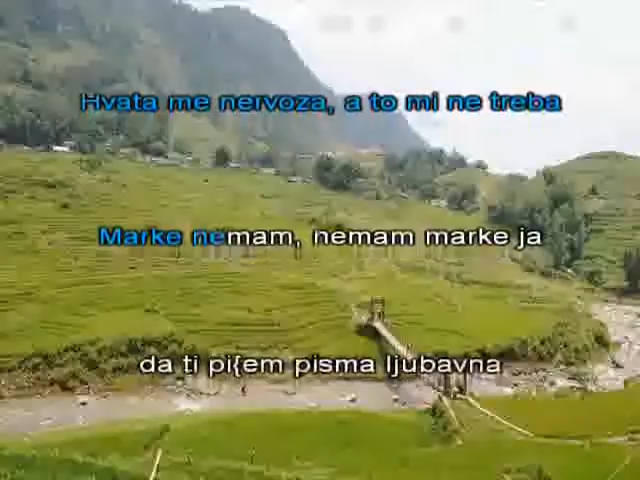 Hvata me nervoza, a to mi ne treba
Marke nemam, nemam marke ja
da ti pi{em pisma ljubavna